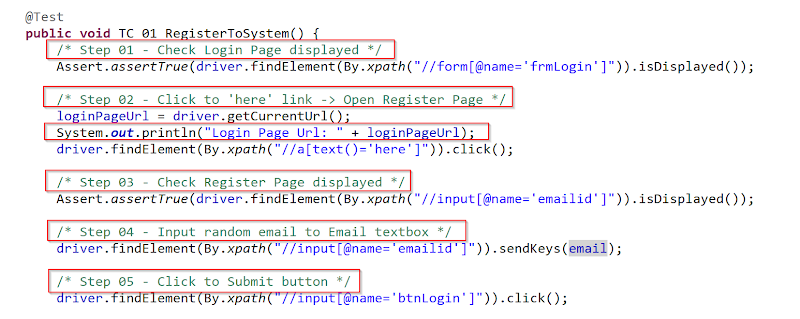 @Test
public void TC_01_RegisterToSystem() {
/* Step 01 - Check Login Page displayed */
Assert.assertTrue(driver.findElement(By.xpath("//form[@name='frmLogin']")).isDisplayed());
/* Step 02 - Click to 'here' link -> Open Register Page */
loginPageUrl = driver.getCurrentUrl();
System.out.println("Login Page Url: " + loginPageUrl);
driver.findElement(By.xpath("//a[text()='here']")).click();
/* Step 03 - Check Register Page displayed */
Assert.assertTrue(driver.findElement(By.xpath("//input[@name='emailid']")).isDisplayed());
/* Step 04 - Input random email to Email textbox */
driver.findElement(By.xpath("//input[@name='emailid']")).sendKeys(email);
/* Step 05 - Click to Submit button */
driver.findElement(By.xpath("//input[@name='btnLogin']")).click();